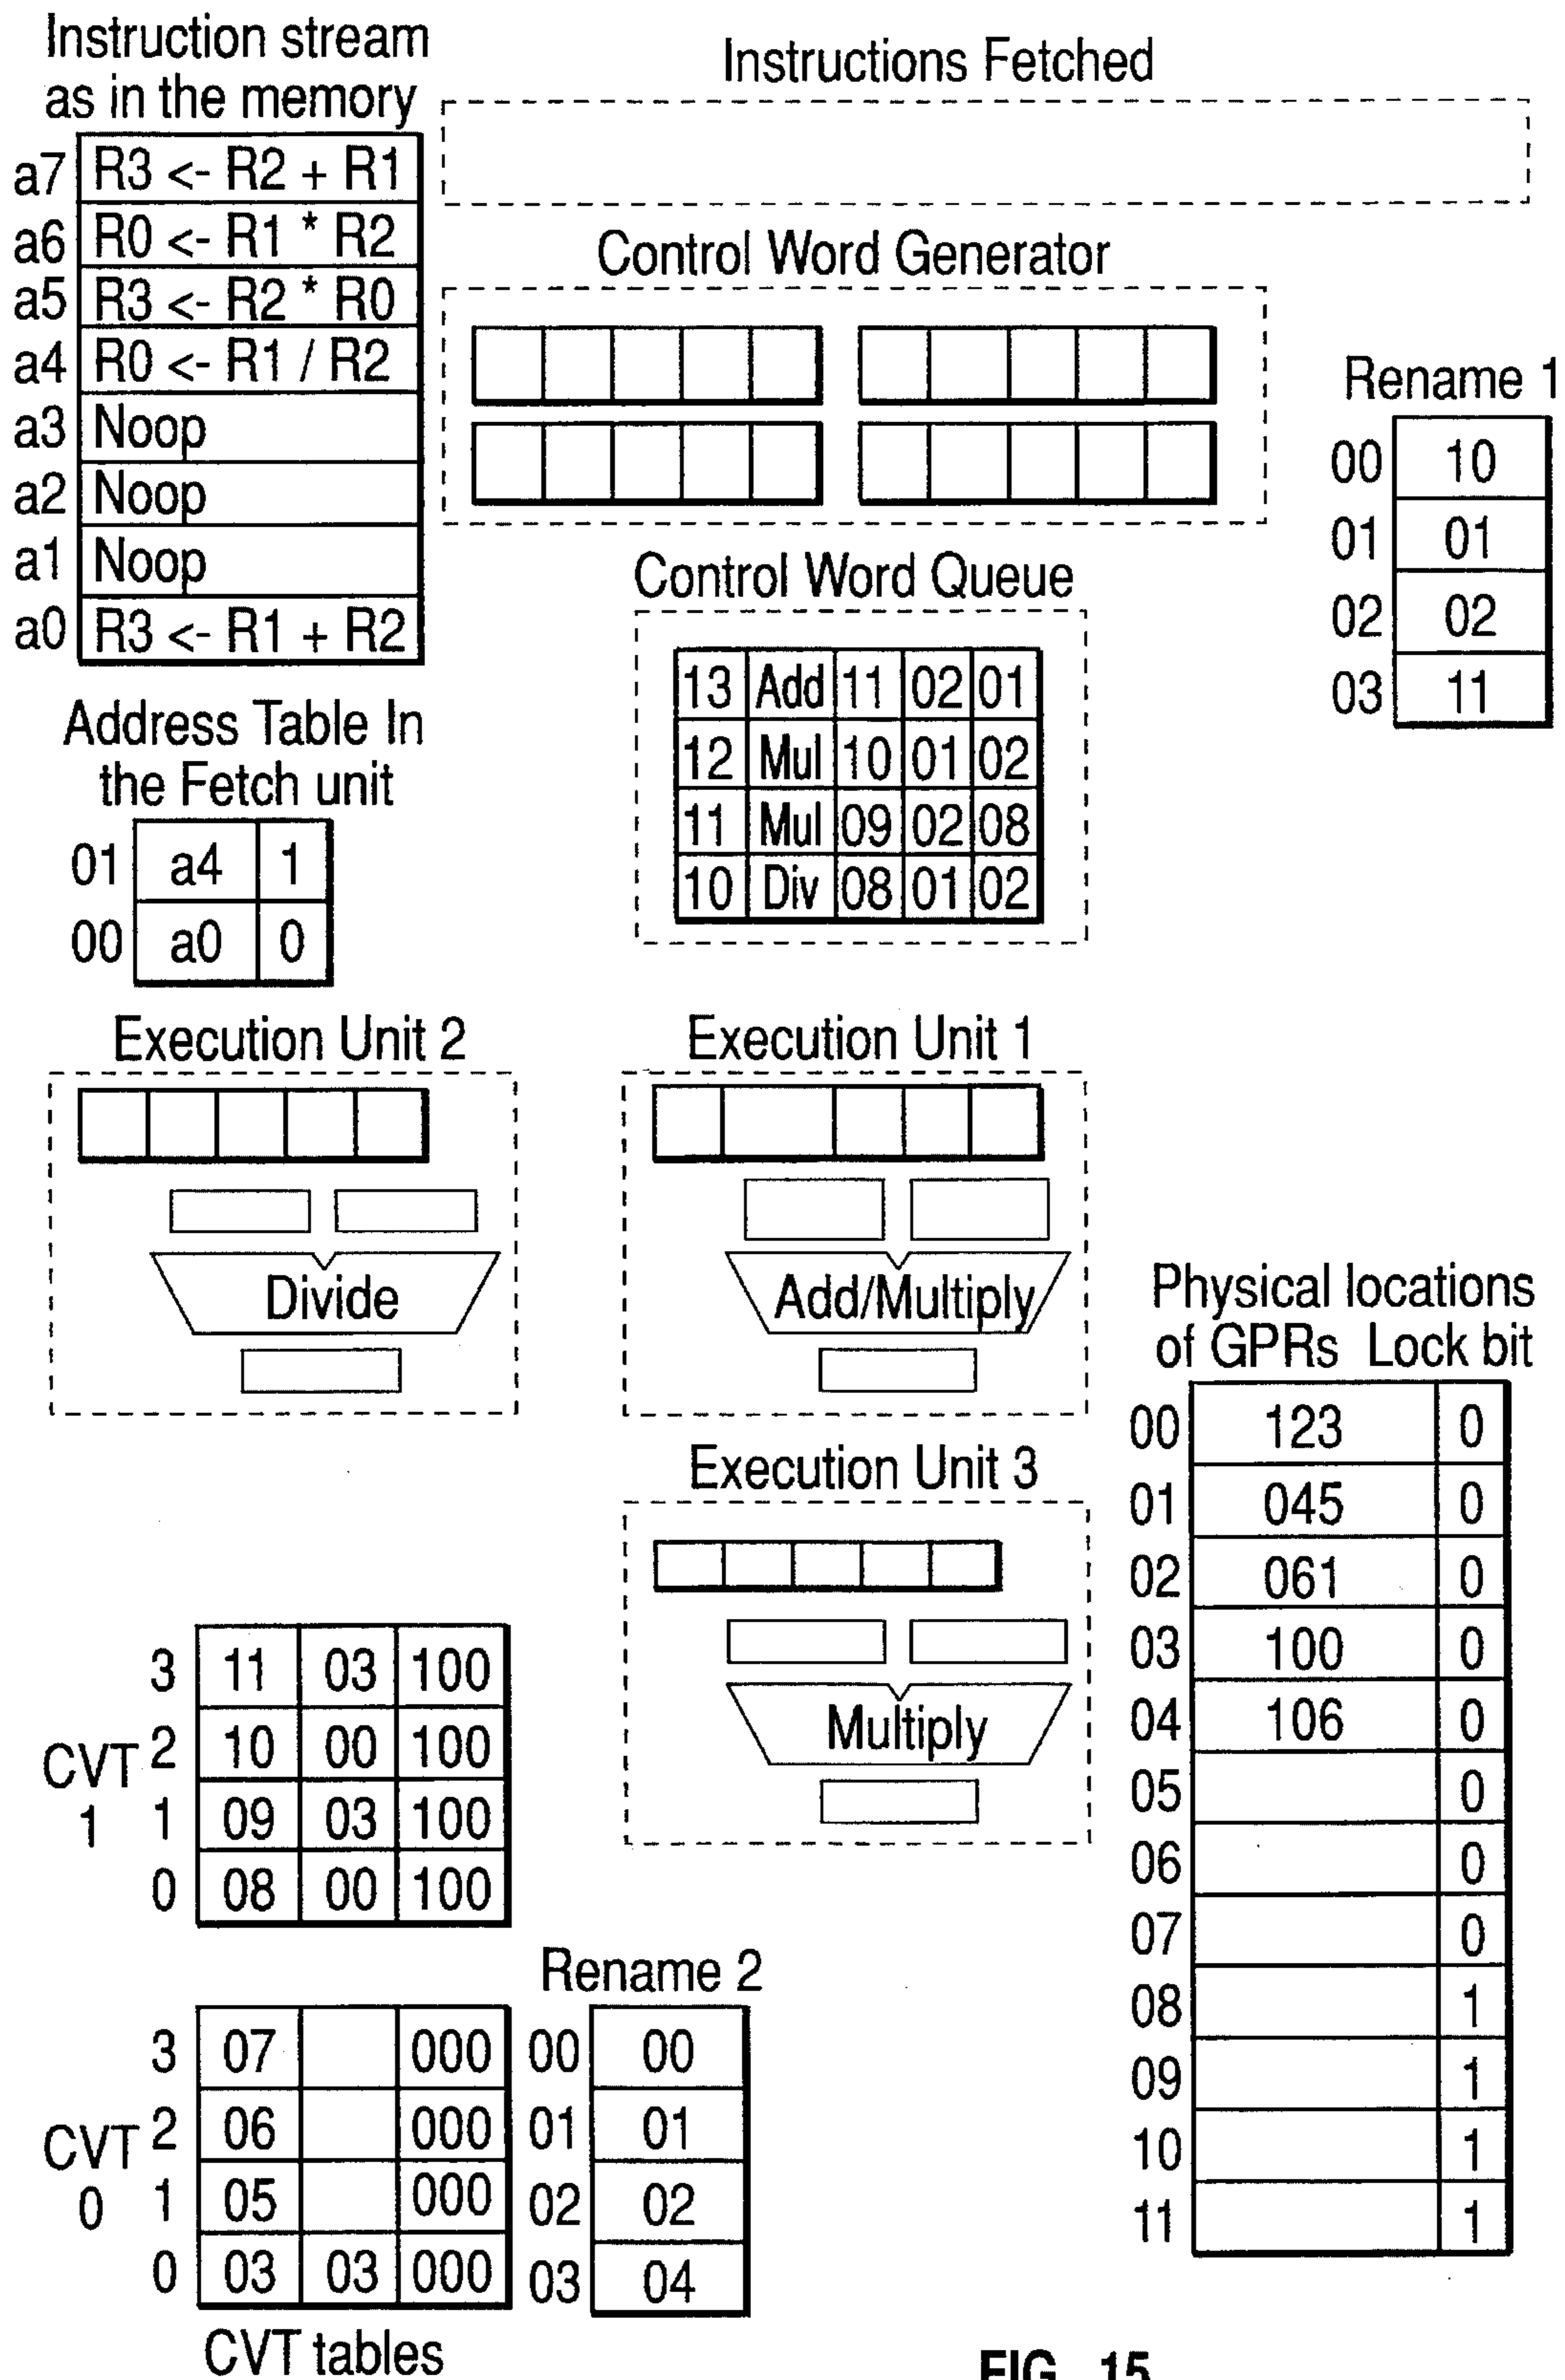 Instruction stream
as in the memory
a7 R3 <- R2 + R1
a6 R0 <- R1 * R2
a5 R3 <- R2 * R0
a4 R0 <- R1 / R2
a3 Noop
a2 Noop
a1 Noop
a0 R3 <- R1 + R2
Instructions Fetched
Control Word Generator
Rename 1
00 10
01 01
02 02
03 11
Control Word Queue
13 Add 11 02 01
12 Mul 10 01 02
11 Mul 09 02 08
10 Div 08 01 02
Address Table In
the Fetch unit
01 a4 1
00 a0 0
Execution Unit 2
Divide
Execution Unit 1
Add/Multiply
Execution Unit 3
Multiply
Physical locations
of GPRs Lock bit
00 123 0
01 045 0
02 061 0
03 100 0
04 106 0
05 0
06 0
07 0
08 1
09 1
10 1
11 1
CVT
1
3 11 03 100
2 10 00 100
1 09 03 100
0 08 00 100
CVT
0
3 07 000
2 06 000
1 05 000
0 03 03 000
CVT tables
Rename 2
00 00
01 01
02 02
03 04
FIG. 15